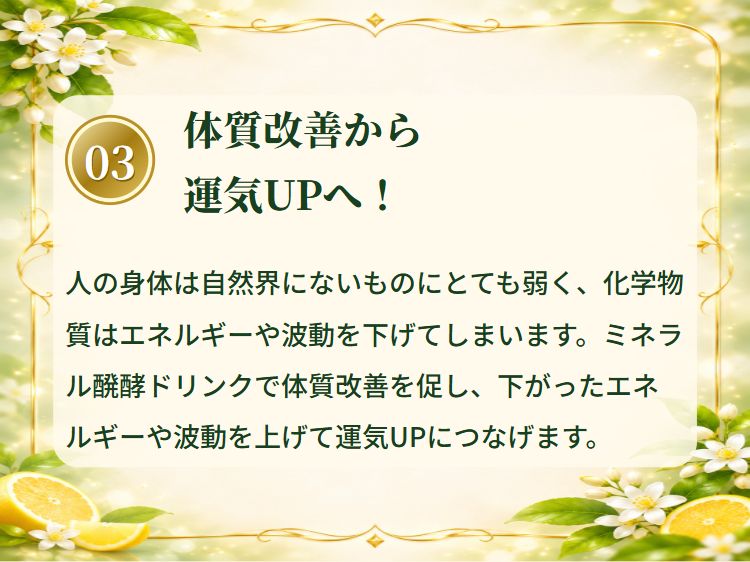 03
体質改善から
運気UPへ！
人の身体は自然界にないものにとても弱く、化学物
質はエネルギーや波動を下げてしまいます。ミネラ
ル醗酵ドリンクで体質改善を促し、下がったエネ
ルギーや波動を上げて運気UPにつなげます。